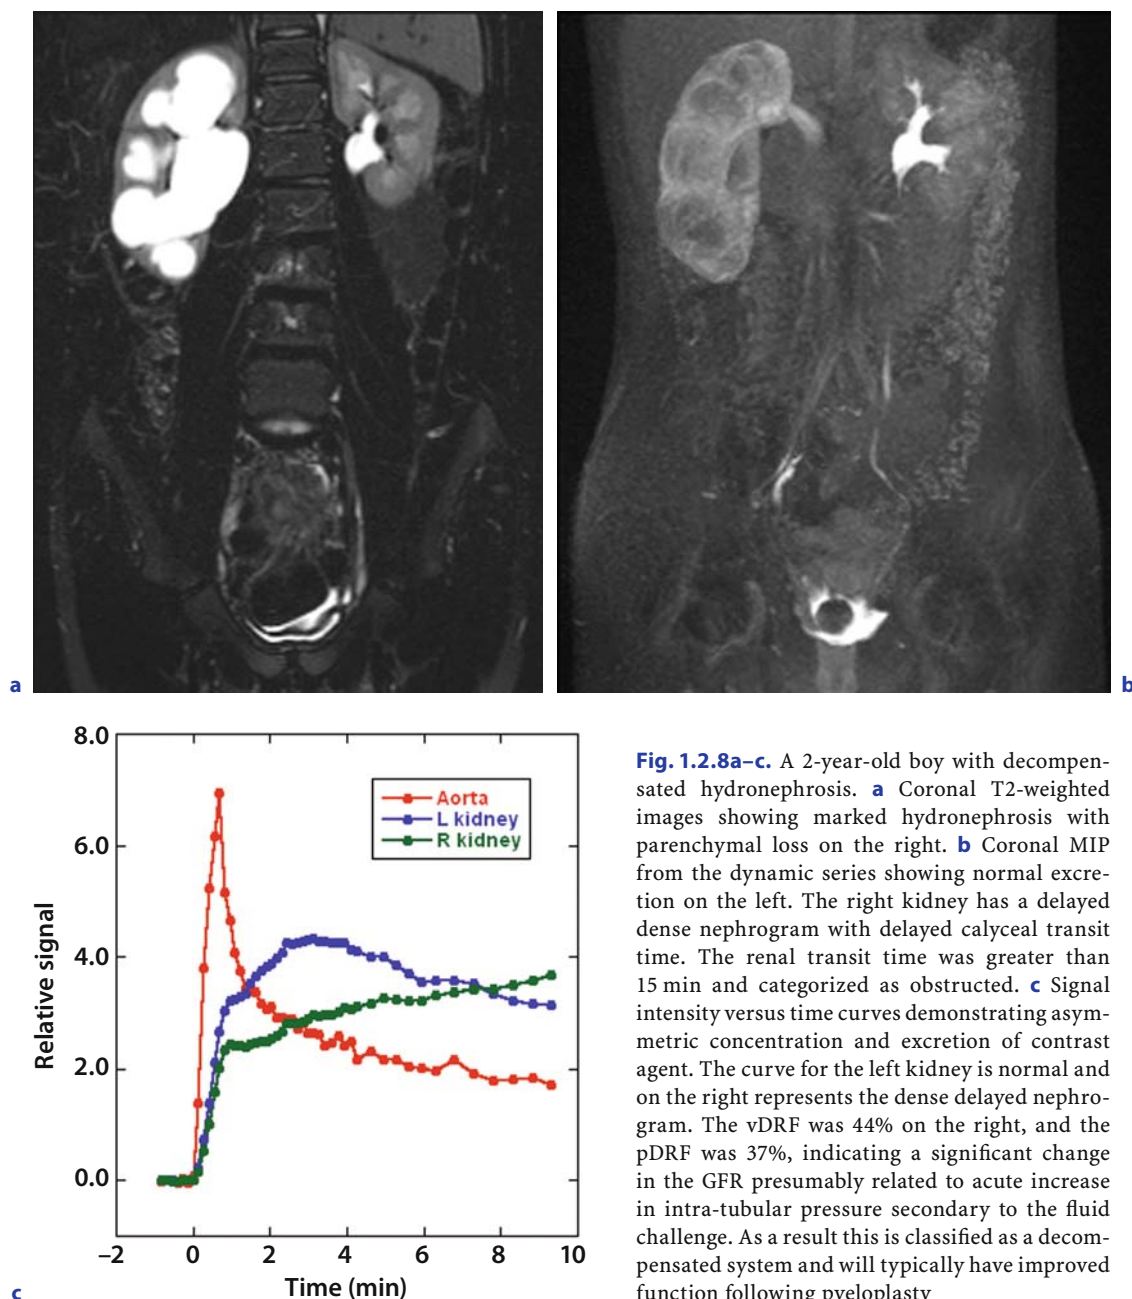 a
b
8.0
6.0
4.0
2.0
0.0
Relative signal
Aorta
L kidney
R kidney
–2
0
2
4
6
8
10
Time (min)
c
Fig. 1.2.8a–c. A 2-year-old boy with decompen-
sated hydronephrosis. a Coronal T2-weighted
images showing marked hydronephrosis with
parenchymal loss on the right. b Coronal MIP
from the dynamic series showing normal excre-
tion on the left. The right kidney has a delayed
dense nephrogram with delayed calyceal transit
time. The renal transit time was greater than
15 min and categorized as obstructed. c Signal
intensity versus time curves demonstrating asym-
metric concentration and excretion of contrast
agent. The curve for the left kidney is normal and
on the right represents the dense delayed nephro-
gram. The vDRF was 44% on the right, and the
pDRF was 37%, indicating a significant change
in the GFR presumably related to acute increase
in intra-tubular pressure secondary to the fluid
challenge. As a result this is classified as a decom-
pensated system and will typically have improved
function following pyeloplasty